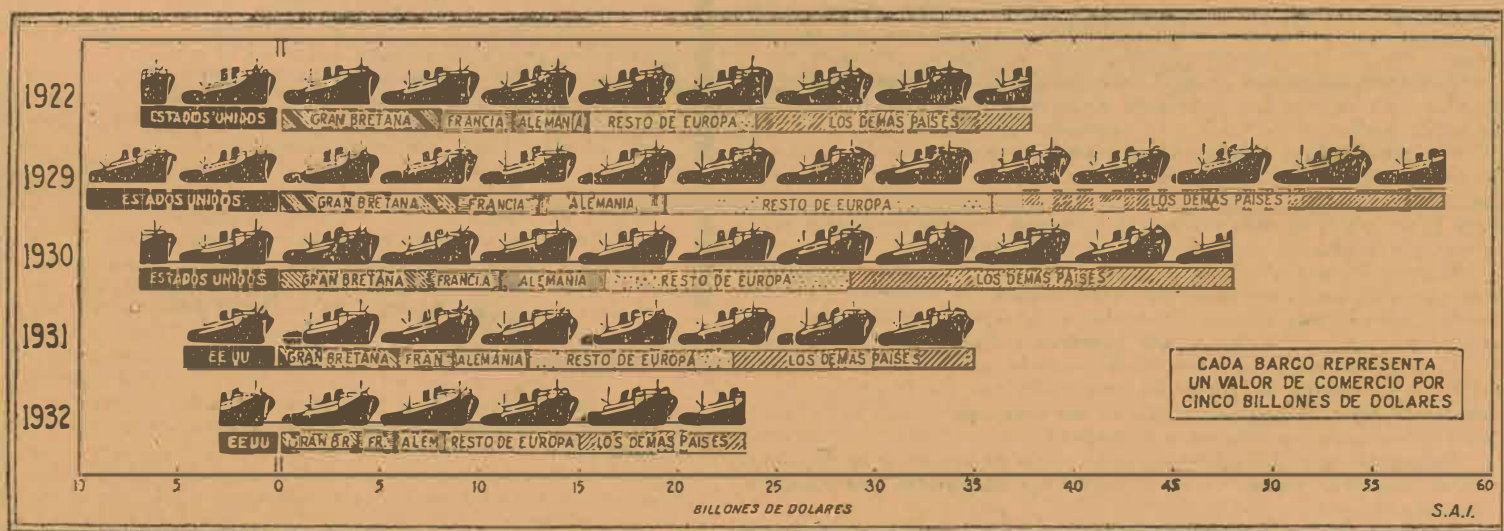 1922
ESTADOS UNIDOS GRAN BRETANA FRANCIA ALEMANIA RESTO DE EUROPA LOS DEMAS PAISES
1929
ESTADOS UNIDOS GRAN BRETANA FRANCIA ALEMANIA RESTO DE EUROPA LOS DEMAS PAISES
1930
ESTADOS UNIDOS GRAN BRETANA FRANCIA ALEMANIA RESTO DE EUROPA LOS DEMAS PAISES
1931
EE UU GRAN BRETANA FRAN ALEMANIA RESTO DE EUROPA LOS DEMAS PAISES
1932
EE UU GRAN BR FR. ALEM RESTO DE EUROPA LOS DEMAS PAISES
CADA BARCO REPRESENTA
UN VALOR DE COMERCIO POR
CINCO BILLONES DE DOLARES
10 5 0 5 10 15 20 25 30 35 40 45 50 55 60
BILLONES DE DOLARES
S.A.I.